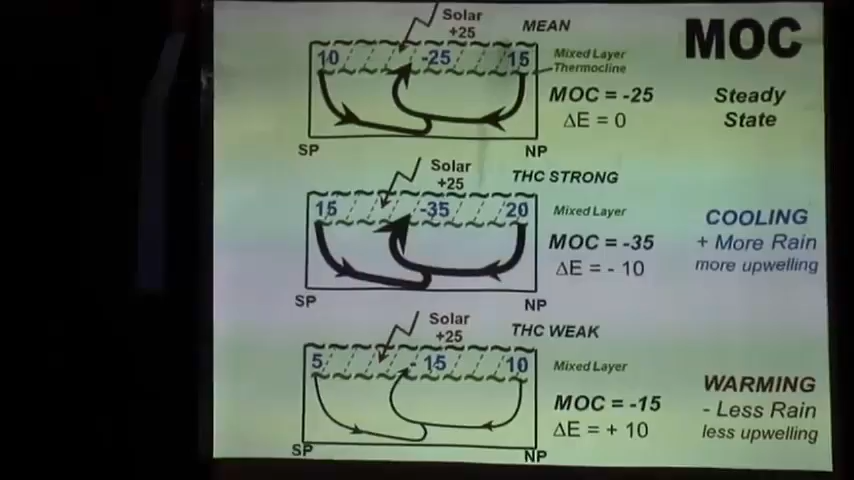 Solar
+25
MEAN
MOC
10 -25 15
Mixed Layer
Thermocline
MOC = -25
ΔE = 0
Steady
State
SP NP
Solar
+25
THC STRONG
15 -35 20
Mixed Layer
MOC = -35
ΔE = - 10
COOLING
+ More Rain
more upwelling
SP NP
Solar
+25
THC WEAK
5 - 15 10
Mixed Layer
MOC = -15
ΔE = + 10
WARMING
- Less Rain
less upwelling
SP NP